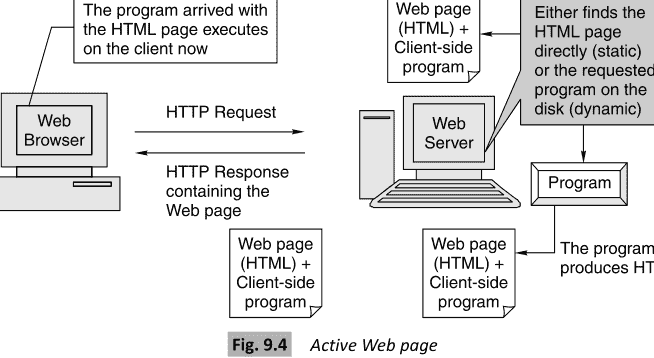 The program arrived with
the HTML page executes
on the client now
Web page
(HTML) +
Client-side
program
Either finds the
HTML page
directly (static)
or the requested
program on the
disk (dynamic)
Web
Browser
HTTP Request
HTTP Response
containing the
Web page
Web
Server
Program
Web page
(HTML) +
Client-side
program
Web page
(HTML) +
Client-side
program
The program
produces HT
Fig. 9.4 Active Web page